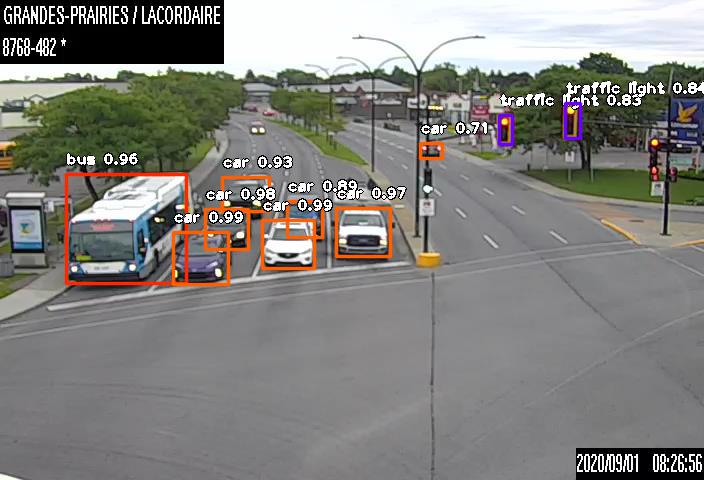 GRANDES-PRAIRIES / LACORDAIRE
8768-482 *
traffic light 0.84
traffic light 0.83
car 0.71
bus 0.96
car 0.93
car 0.98
car 0.89
car 0.97
car 0.99
car 0.99
2020/09/01 08:26:56